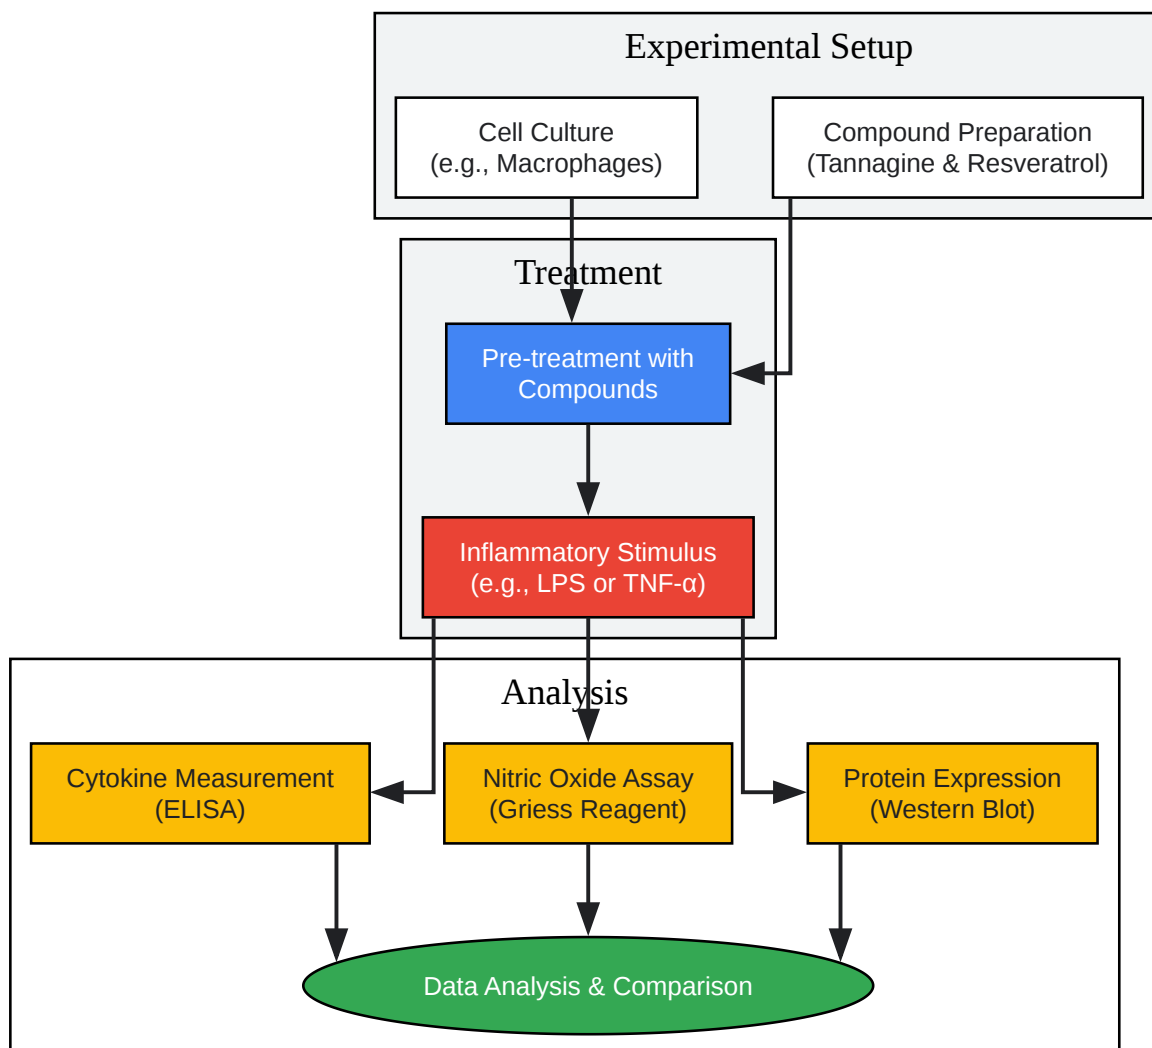 Experimental Setup
Cell Culture
(e.g., Macrophages)
Compound Preparation
(Tannagine & Resveratrol)
Treatment
Pre-treatment with
Compounds
Inflammatory Stimulus
(e.g., LPS or TNF-α)
Analysis
Cytokine Measurement
(ELISA)
Nitric Oxide Assay
(Griess Reagent)
Protein Expression
(Western Blot)
Data Analysis & Comparison